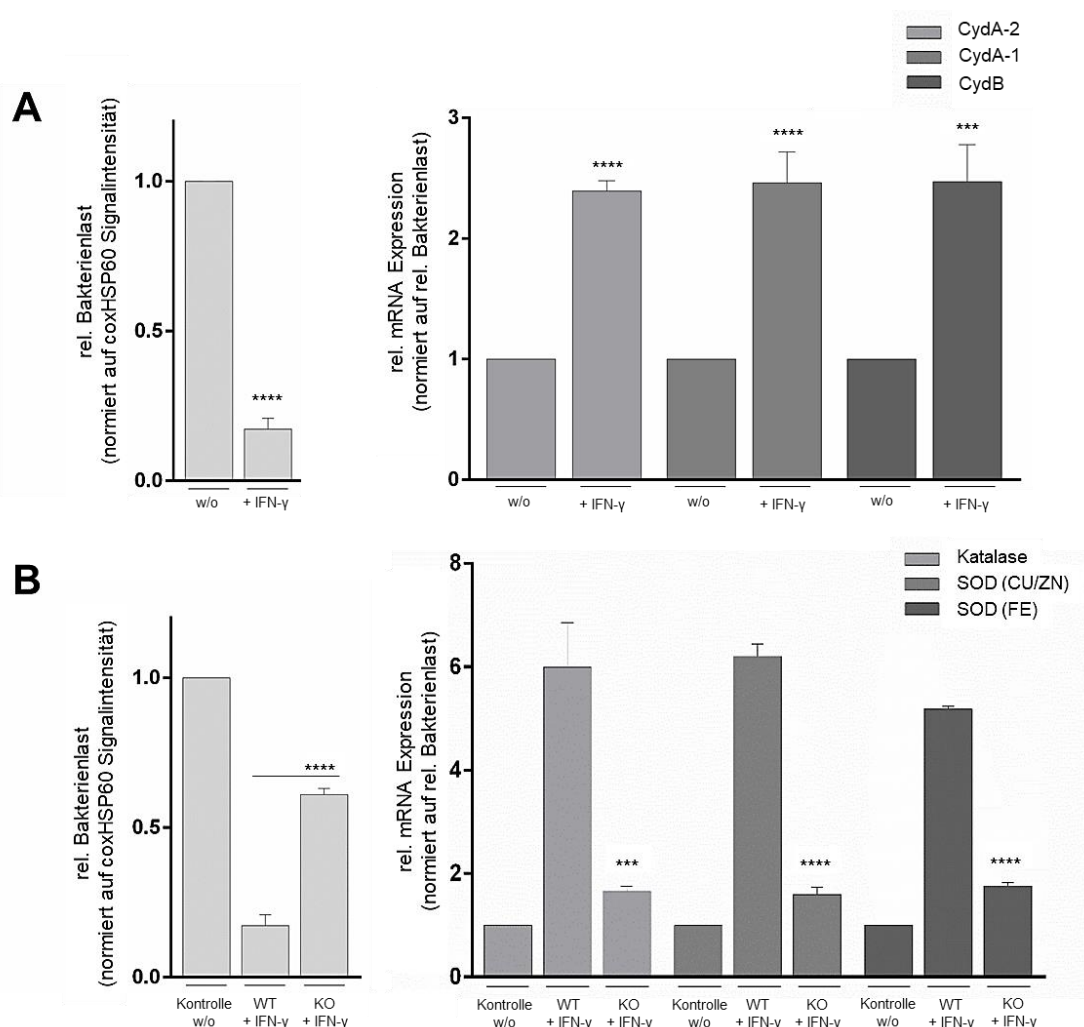 CydA-2
CydA-1
CydB
A
rel. Bakterienlast
(normiert auf coxHSP60 Signalintensität)
1.0
0.5
0.0
****
w/o
+ IFN-γ
rel. mRNA Expression
(normiert auf rel. Bakterienlast)
3
2
1
0
****
****
***
w/o
+ IFN-γ
w/o
+ IFN-γ
w/o
+ IFN-γ
B
rel. Bakterienlast
(normiert auf coxHSP60 Signalintensität)
1.0
0.5
0.0
****
Kontrolle
w/o
WT
+ IFN-γ
KO
+ IFN-γ
Katalase
SOD (CU/ZN)
SOD (FE)
rel. mRNA Expression
(normiert auf rel. Bakterienlast)
8
6
4
2
0
***
****
****
Kontrolle
w/o
WT
+ IFN-γ
KO
+ IFN-γ
Kontrolle
w/o
WT
+ IFN-γ
KO
+ IFN-γ
Kontrolle
w/o
WT
+ IFN-γ
KO
+ IFN-γ